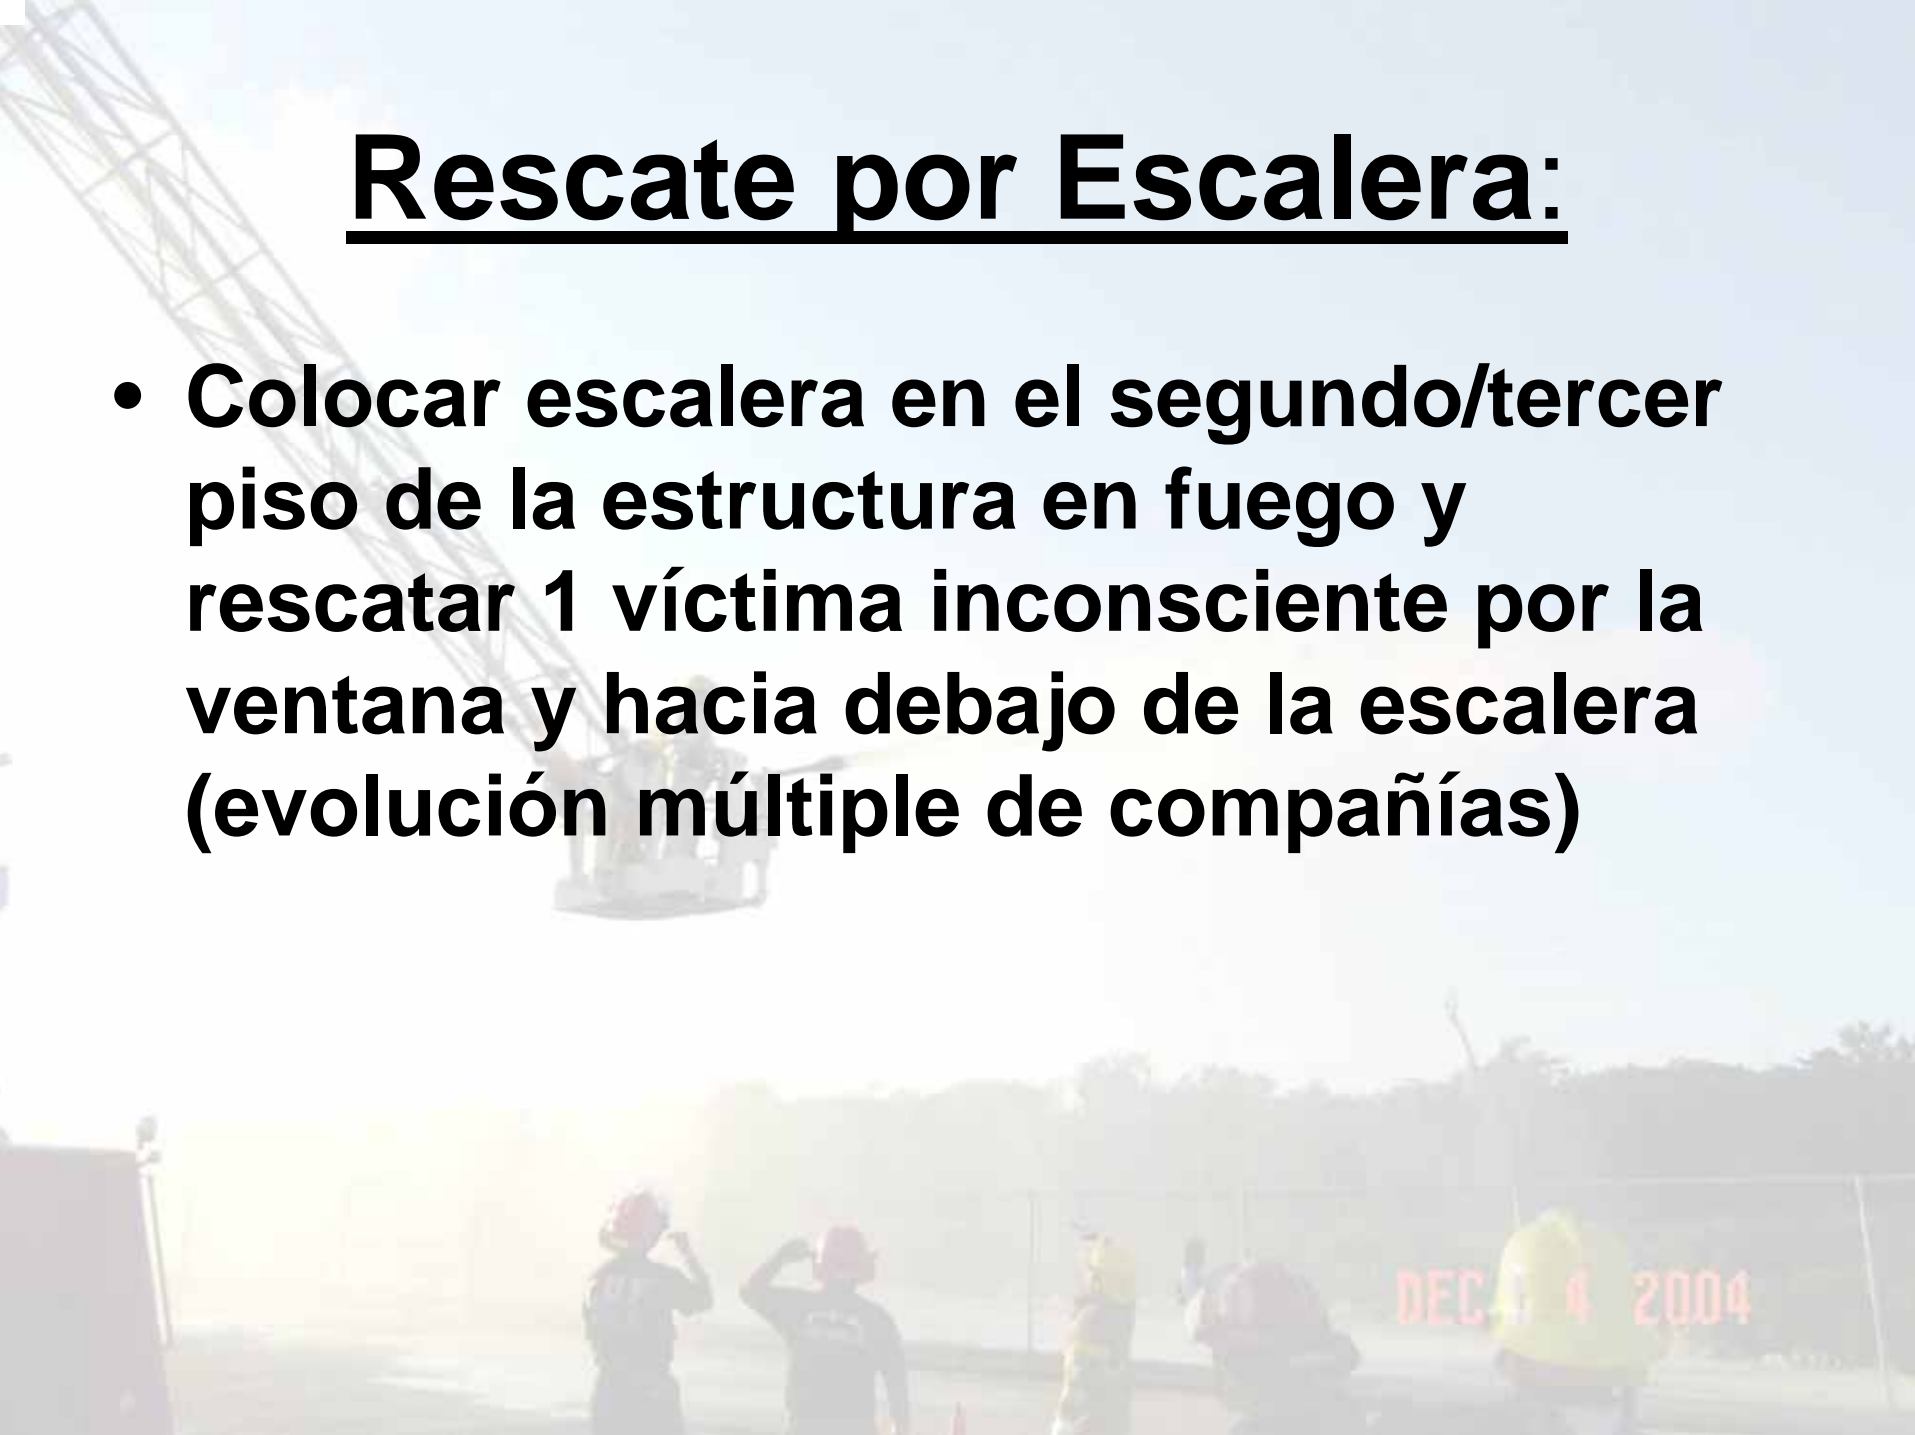 Rescate por Escalera:
• Colocar escalera en el segundo/tercer
piso de la estructura en fuego y
rescatar 1 víctima inconsciente por la
ventana y hacia debajo de la escalera
(evolución múltiple de compañías)
DEC 4 2004